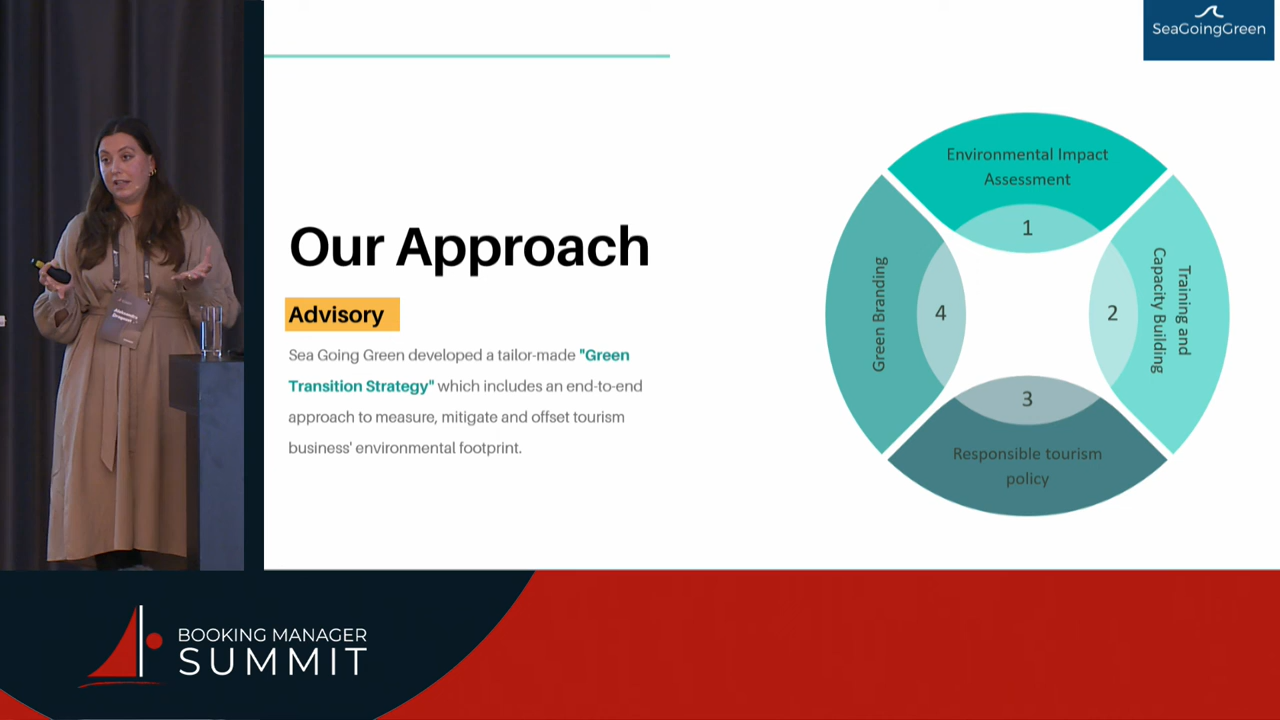 SeaGoingGreen
Our Approach
Advisory
Sea Going Green developed a tailor-made "Green
Transition Strategy" which includes an end-to-end
approach to measure, mitigate and offset tourism
business' environmental footprint.
Environmental Impact
Assessment
1
Training and
Capacity Building
2
3
Responsible tourism
policy
Green Branding
4
BOOKING MANAGER
SUMMIT